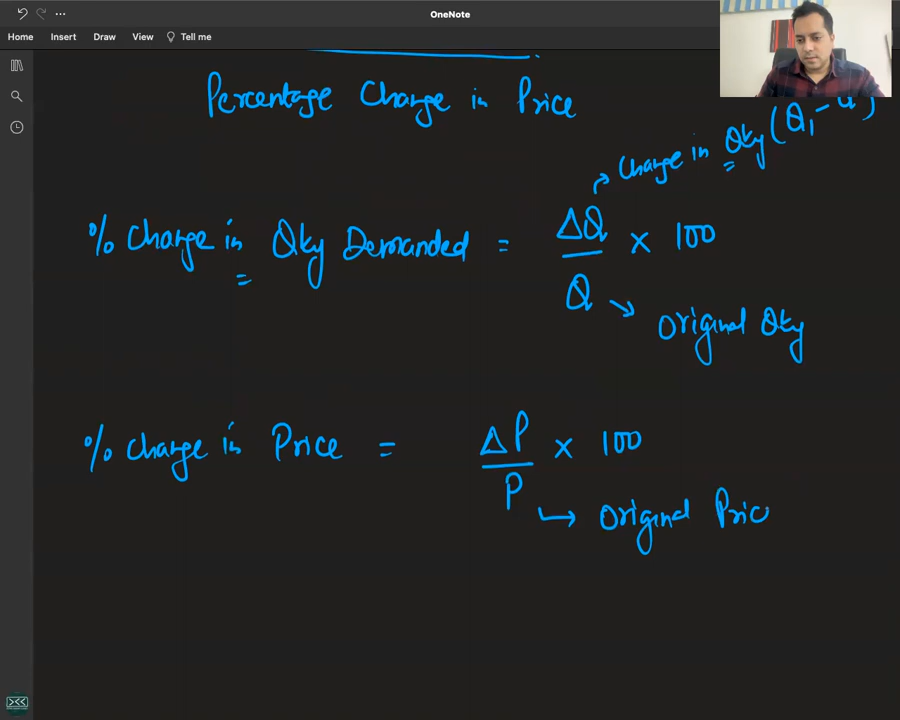 OneNote
Home Insert Draw View Tell me
Percentage Change in Price
Change in Qty (Q₁ -
% Change in Qty Demanded = ΔQ / Q × 100
Original Qty
% Change in Price = ΔP / P × 100
Original Pric